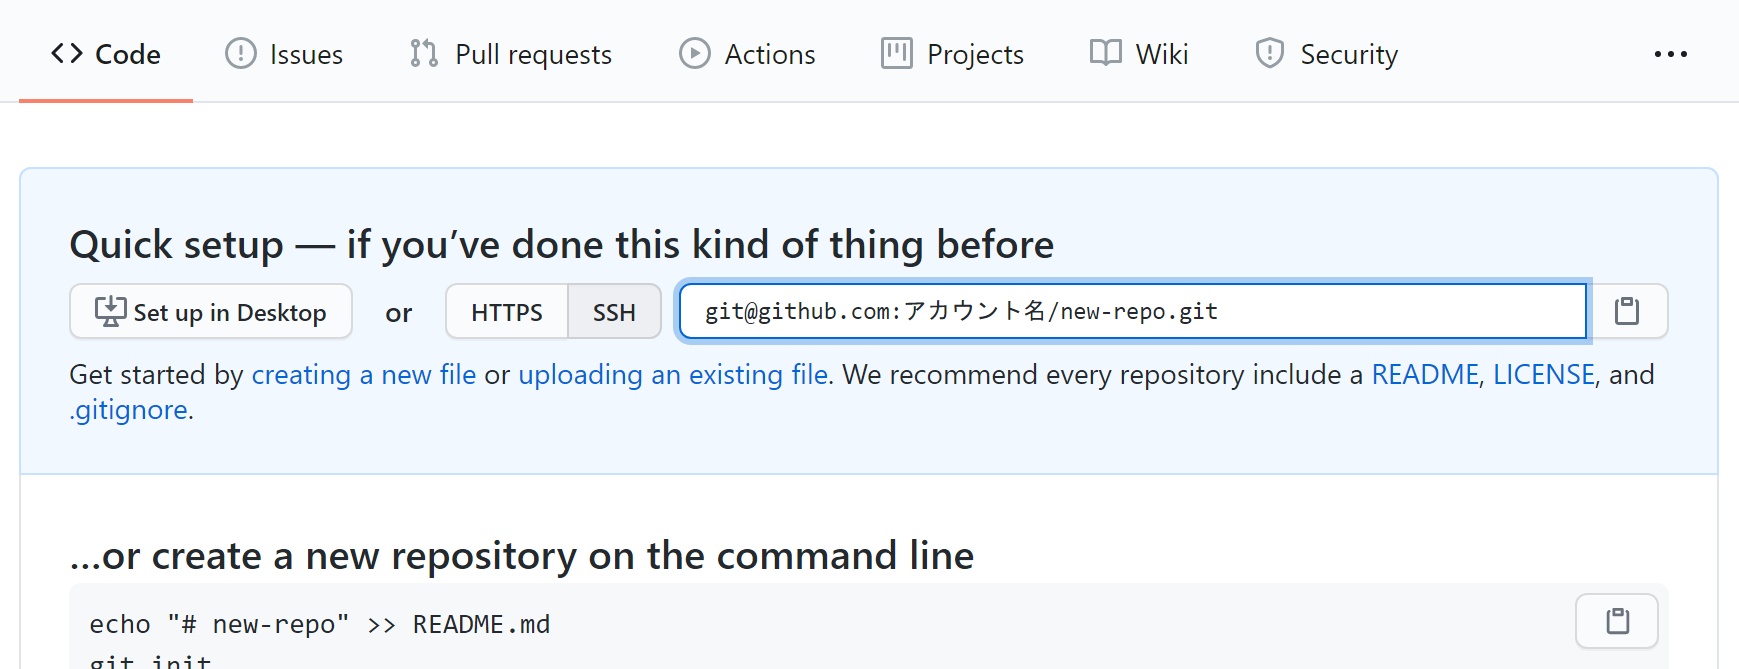 Code Issues Pull requests Actions Projects Wiki Security
Quick setup — if you’ve done this kind of thing before
Set up in Desktop or HTTPS SSH git@github.com:アカウント名/new-repo.git
Get started by creating a new file or uploading an existing file. We recommend every repository include a README, LICENSE, and
.gitignore.
…or create a new repository on the command line
echo "# new-repo" >> README.md
git init